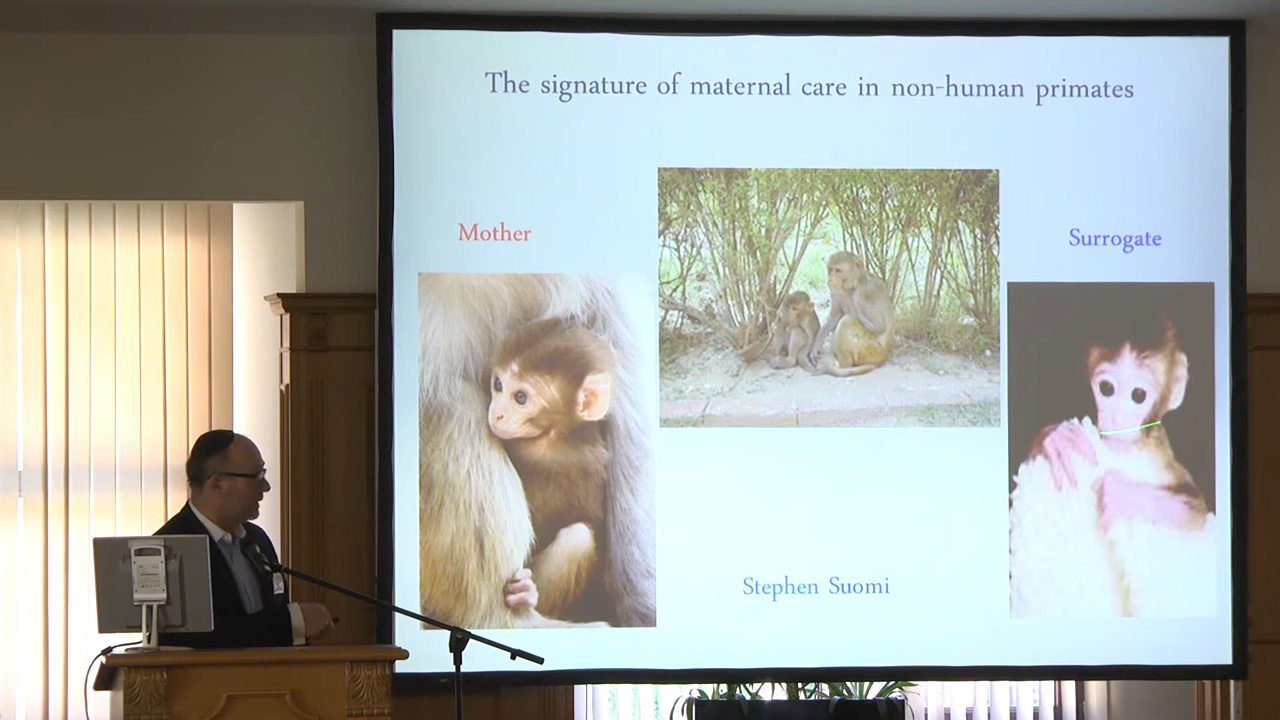 The signature of maternal care in non-human primates
Mother
Surrogate
Stephen Suomi